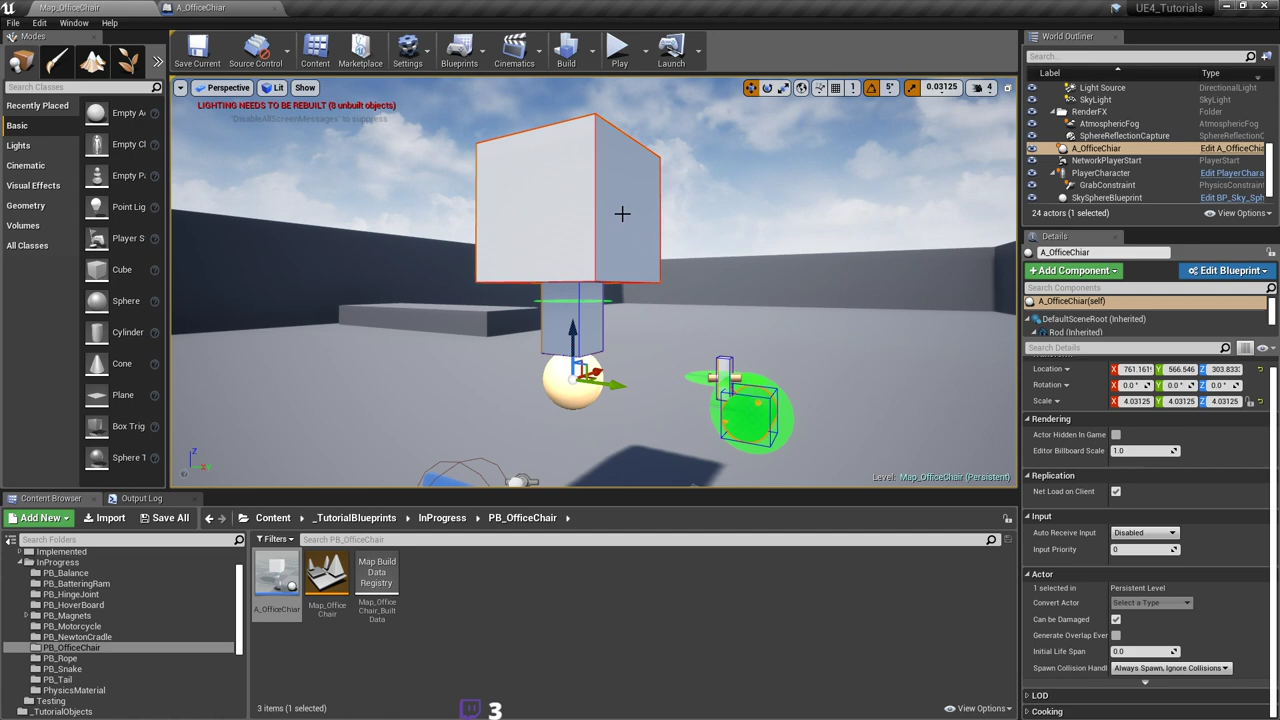 Map_OfficeChair
A_OfficeChair
UE4_Tutorials
File
Edit
Window
Help
Modes
Search Classes
Recently Placed
Basic
Lights
Cinematic
Visual Effects
Geometry
Volumes
All Classes
Empty A
Empty Cl
Empty P
Point Lig
Player S
Cube
Sphere
Cylinder
Cone
Plane
Box Trig
Sphere 1
Save Current
Source Control
Content
Marketplace
Settings
Blueprints
Cinematics
Build
Play
Launch
Perspective
Lit
Show
1
5°
0.03125
4
LIGHTING NEEDS TO BE REBUILT (8 unbuilt objects)
'DisableAllScreenMessages' to suppress
Level: Map_OfficeChair (Persistent)
World Outliner
Search...
Label
Type
Light Source
DirectionalLight
SkyLight
SkyLight
RenderFX
Folder
AtmosphericFog
AtmosphericFog
SphereReflectionCapture
SphereReflectionC
A_OfficeChiar
Edit A_OfficeChia
NetworkPlayerStart
PlayerStart
PlayerCharacter
Edit PlayerChara
GrabConstraint
PhysicsConstrain
SkySphereBlueprint
Edit BP_Sky_Sph
24 actors (1 selected)
View Options
Details
A_OfficeChiar
+Add Component
Edit Blueprint
Search Components
A_OfficeChiar(self)
DefaultSceneRoot (Inherited)
Rod (Inherited)
Search Details
Transform
Location
X 761.161
Y 566.546
Z 303.833
Rotation
X 0.0 °
Y 0.0 °
Z 0.0 °
Scale
X 4.03125
Y 4.03125
Z 4.03125
Rendering
Actor Hidden In Game
Editor Billboard Scale
1.0
Replication
Net Load on Client
Input
Auto Receive Input
Disabled
Input Priority
0
Actor
1 selected in
Persistent Level
Convert Actor
Select a Type
Can be Damaged
Generate Overlap Ever
Initial Life Span
0.0
Spawn Collision Handl
Always Spawn, Ignore Collisions
LOD
Cooking
Content Browser
Output Log
Add New
Import
Save All
Content
_TutorialBlueprints
InProgress
PB_OfficeChair
Search Folders
Filters
Search PB_OfficeChair
Implemented
InProgress
PB_Balance
PB_BatteringRam
PB_HingeJoint
PB_HoverBoard
PB_Magnets
PB_Motorcycle
PB_NewtonCradle
PB_OfficeChair
PB_Rope
PB_Snake
PB_Tail
PhysicsMaterial
Testing
_TutorialObjects
A_OfficeChiar
Map_Office
Chair
Map Build
Data
Registry
Map_Office
Chair_Built
Data
3 items (1 selected)
View Options
3